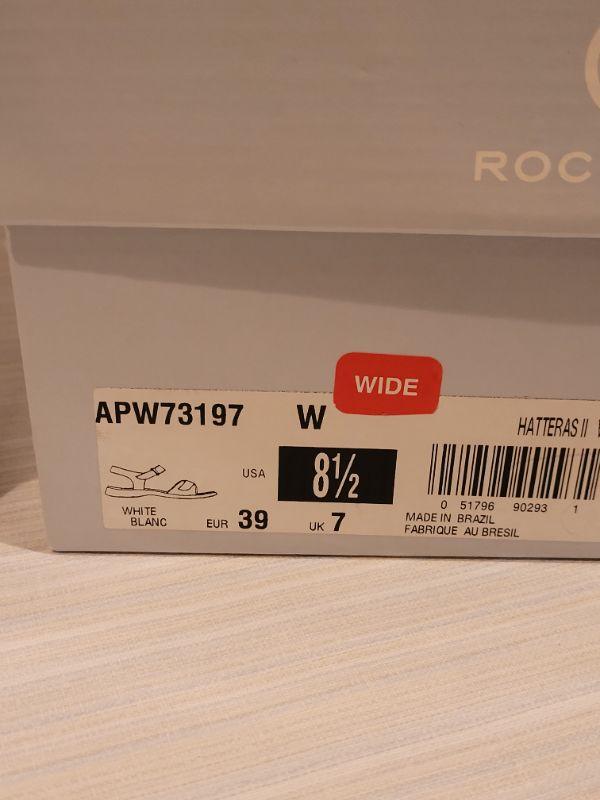 ROC
WIDE
APW73197 W HATTERAS II
USA 8½
0 51796 90293 1
WHITE
BLANC EUR 39 UK 7
MADE IN BRAZIL
FABRIQUE AU BRESIL